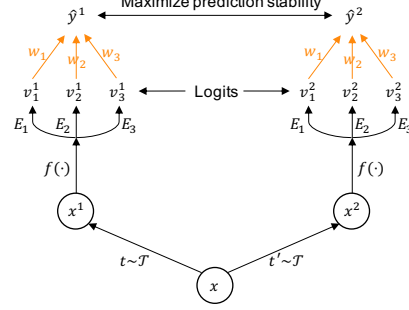 Maximize prediction stability
ŷ¹ ŷ²
w₁ w₂ w₃ w₁ w₂ w₃
v₁¹ v₂¹ v₃¹ Logits v₁² v₂² v₃²
E₁ E₂ E₃ E₁ E₂ E₃
f(·) f(·)
x¹ x²
t~𝒯 t′~𝒯
x